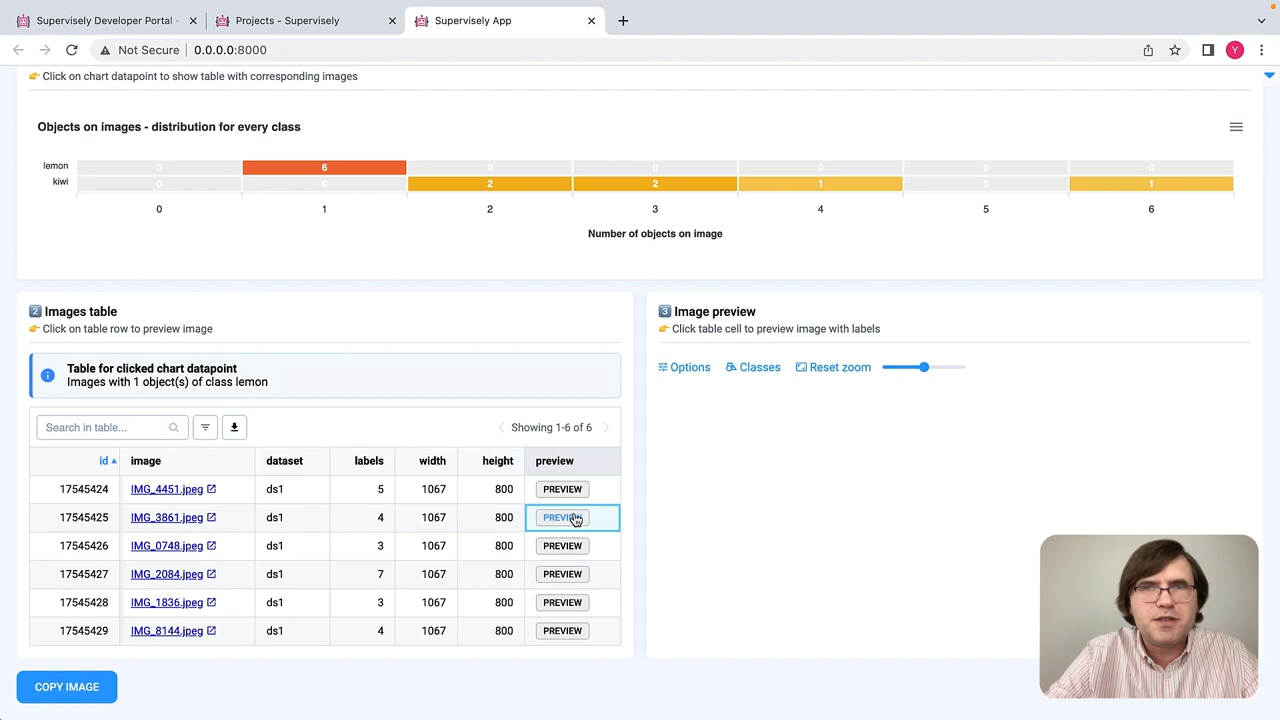 Supervisely Developer Portal -
Projects - Supervisely
Supervisely App
Not Secure
0.0.0.0:8000
Y
👉 Click on chart datapoint to show table with corresponding images
Objects on images - distribution for every class
lemon 0 6 0 0 0 0 0
kiwi 0 0 2 2 1 0 1
0 1 2 3 4 5 6
Number of objects on image
2 Images table
👉 Click on table row to preview image
Table for clicked chart datapoint
Images with 1 object(s) of class lemon
Search in table...
Showing 1-6 of 6
id image dataset labels width height preview
17545424 IMG_4451.jpeg ds1 5 1067 800 PREVIEW
17545425 IMG_3861.jpeg ds1 4 1067 800 PREVIEW
17545426 IMG_0748.jpeg ds1 3 1067 800 PREVIEW
17545427 IMG_2084.jpeg ds1 7 1067 800 PREVIEW
17545428 IMG_1836.jpeg ds1 3 1067 800 PREVIEW
17545429 IMG_8144.jpeg ds1 4 1067 800 PREVIEW
3 Image preview
👉 Click table cell to preview image with labels
Options Classes Reset zoom
COPY IMAGE